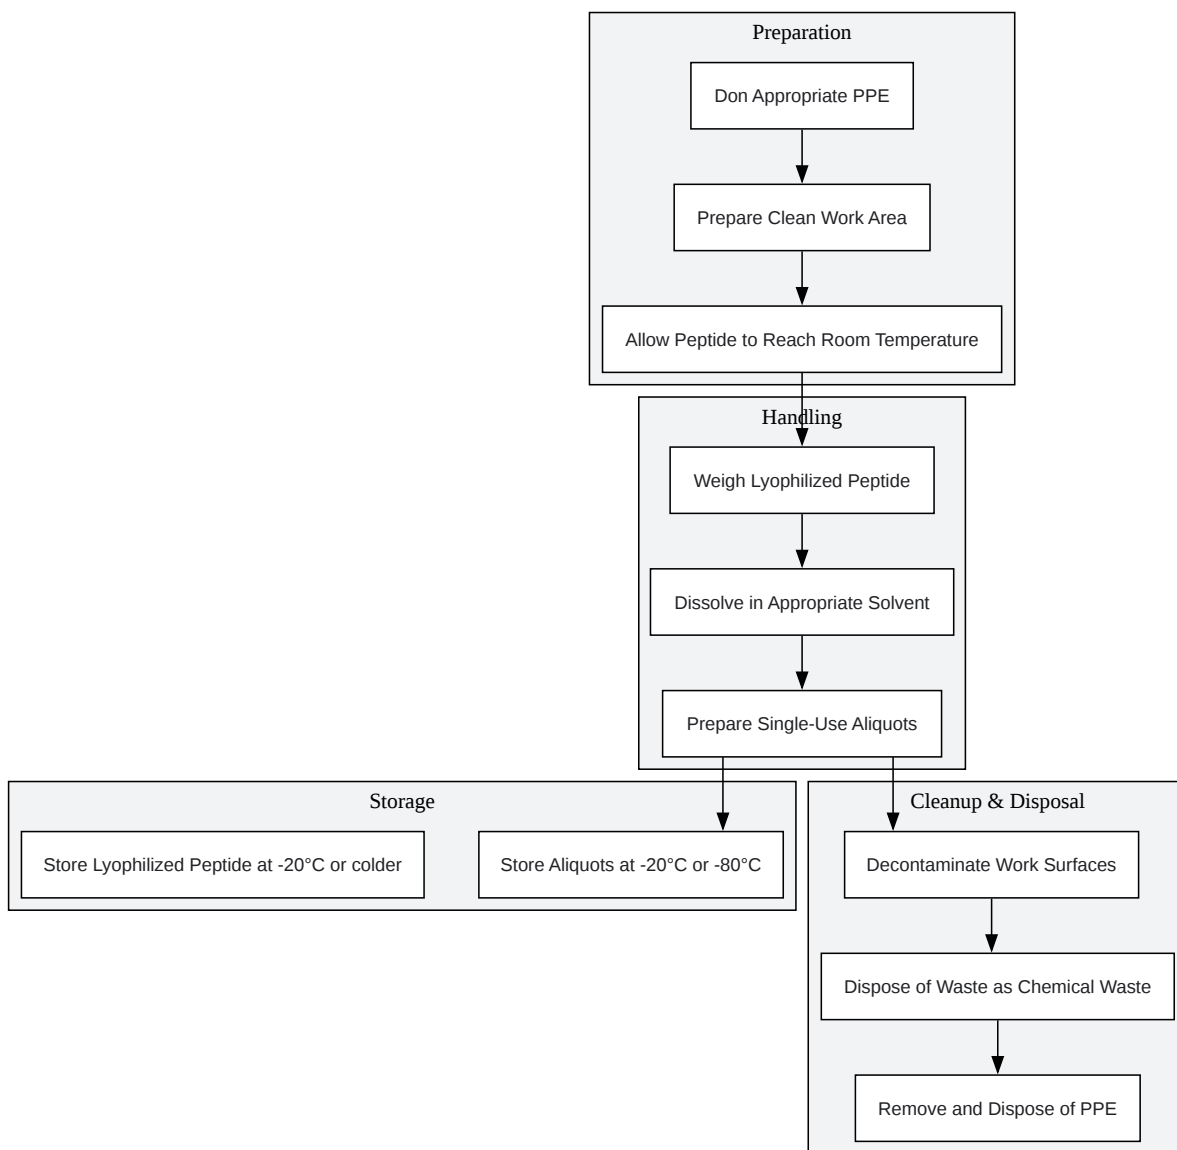 Preparation
Don Appropriate PPE
Prepare Clean Work Area
Allow Peptide to Reach Room Temperature
Handling
Weigh Lyophilized Peptide
Dissolve in Appropriate Solvent
Prepare Single-Use Aliquots
Storage
Store Lyophilized Peptide at -20°C or colder
Store Aliquots at -20°C or -80°C
Cleanup & Disposal
Decontaminate Work Surfaces
Dispose of Waste as Chemical Waste
Remove and Dispose of PPE